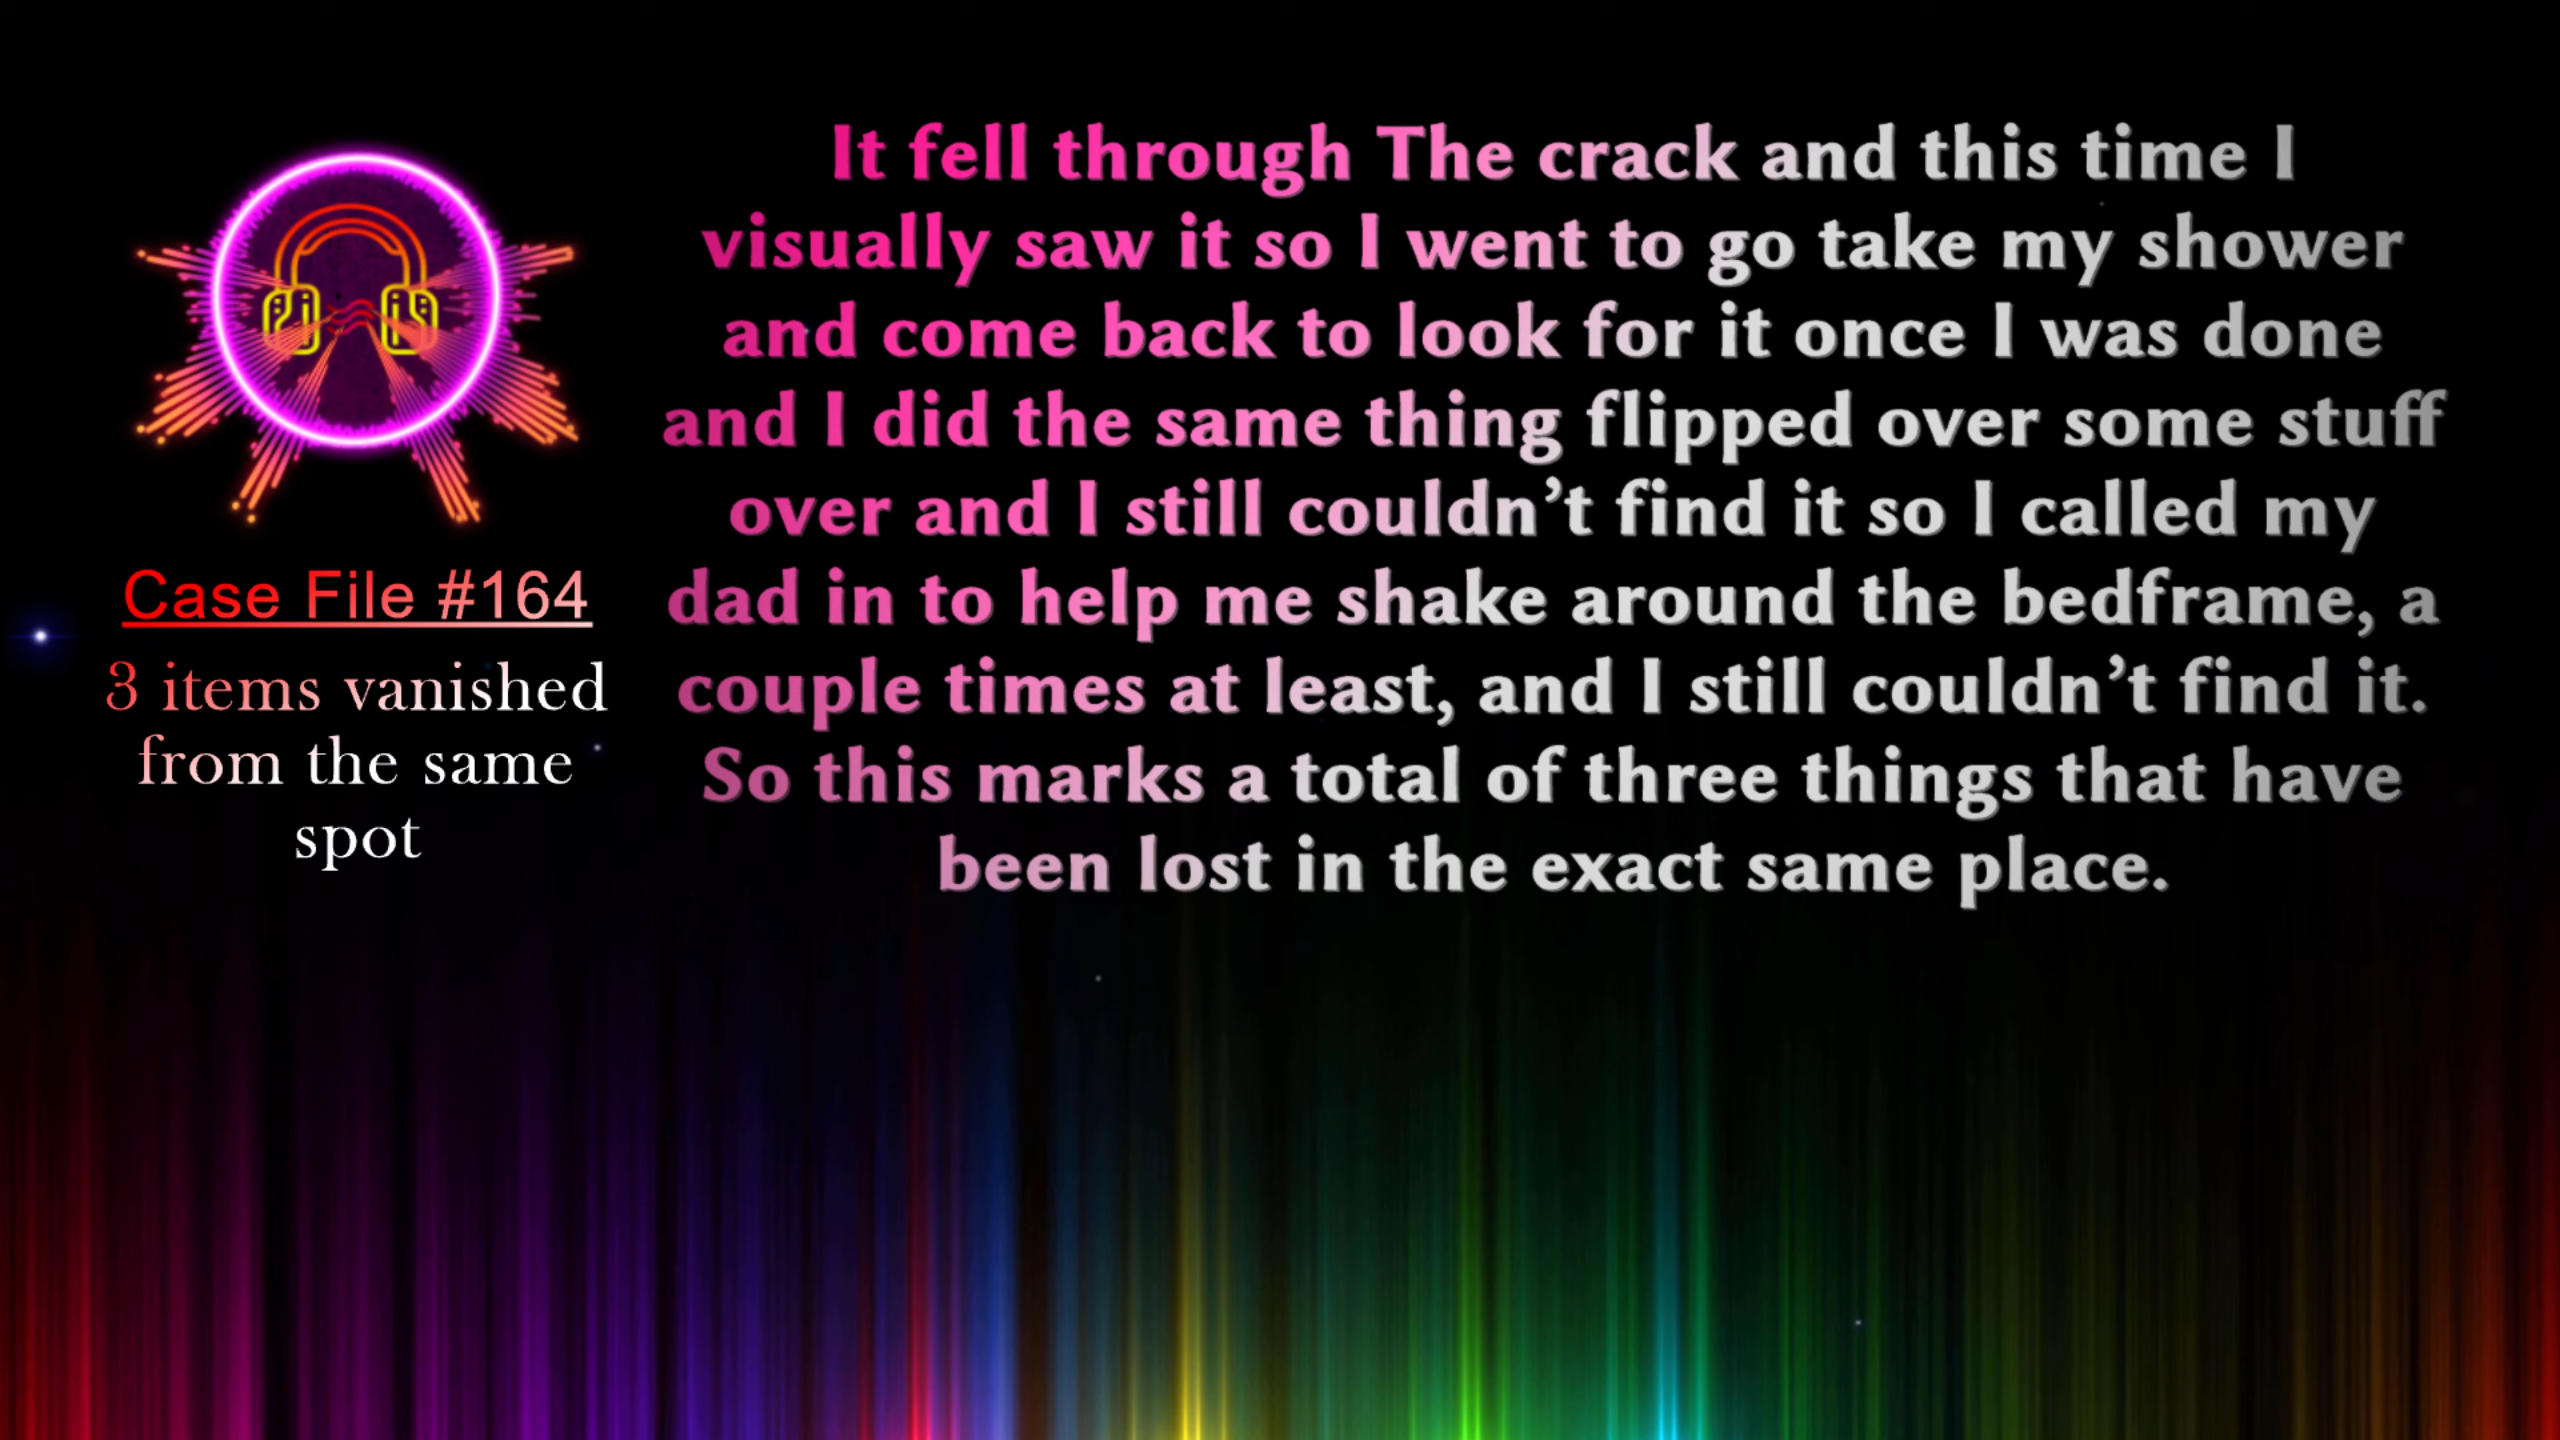 Case File #164
3 items vanished
from the same
spot
It fell through The crack and this time I
visually saw it so I went to go take my shower
and come back to look for it once I was done
and I did the same thing flipped over some stuff
over and I still couldn’t find it so I called my
dad in to help me shake around the bedframe, a
couple times at least, and I still couldn’t find it.
So this marks a total of three things that have
been lost in the exact same place.